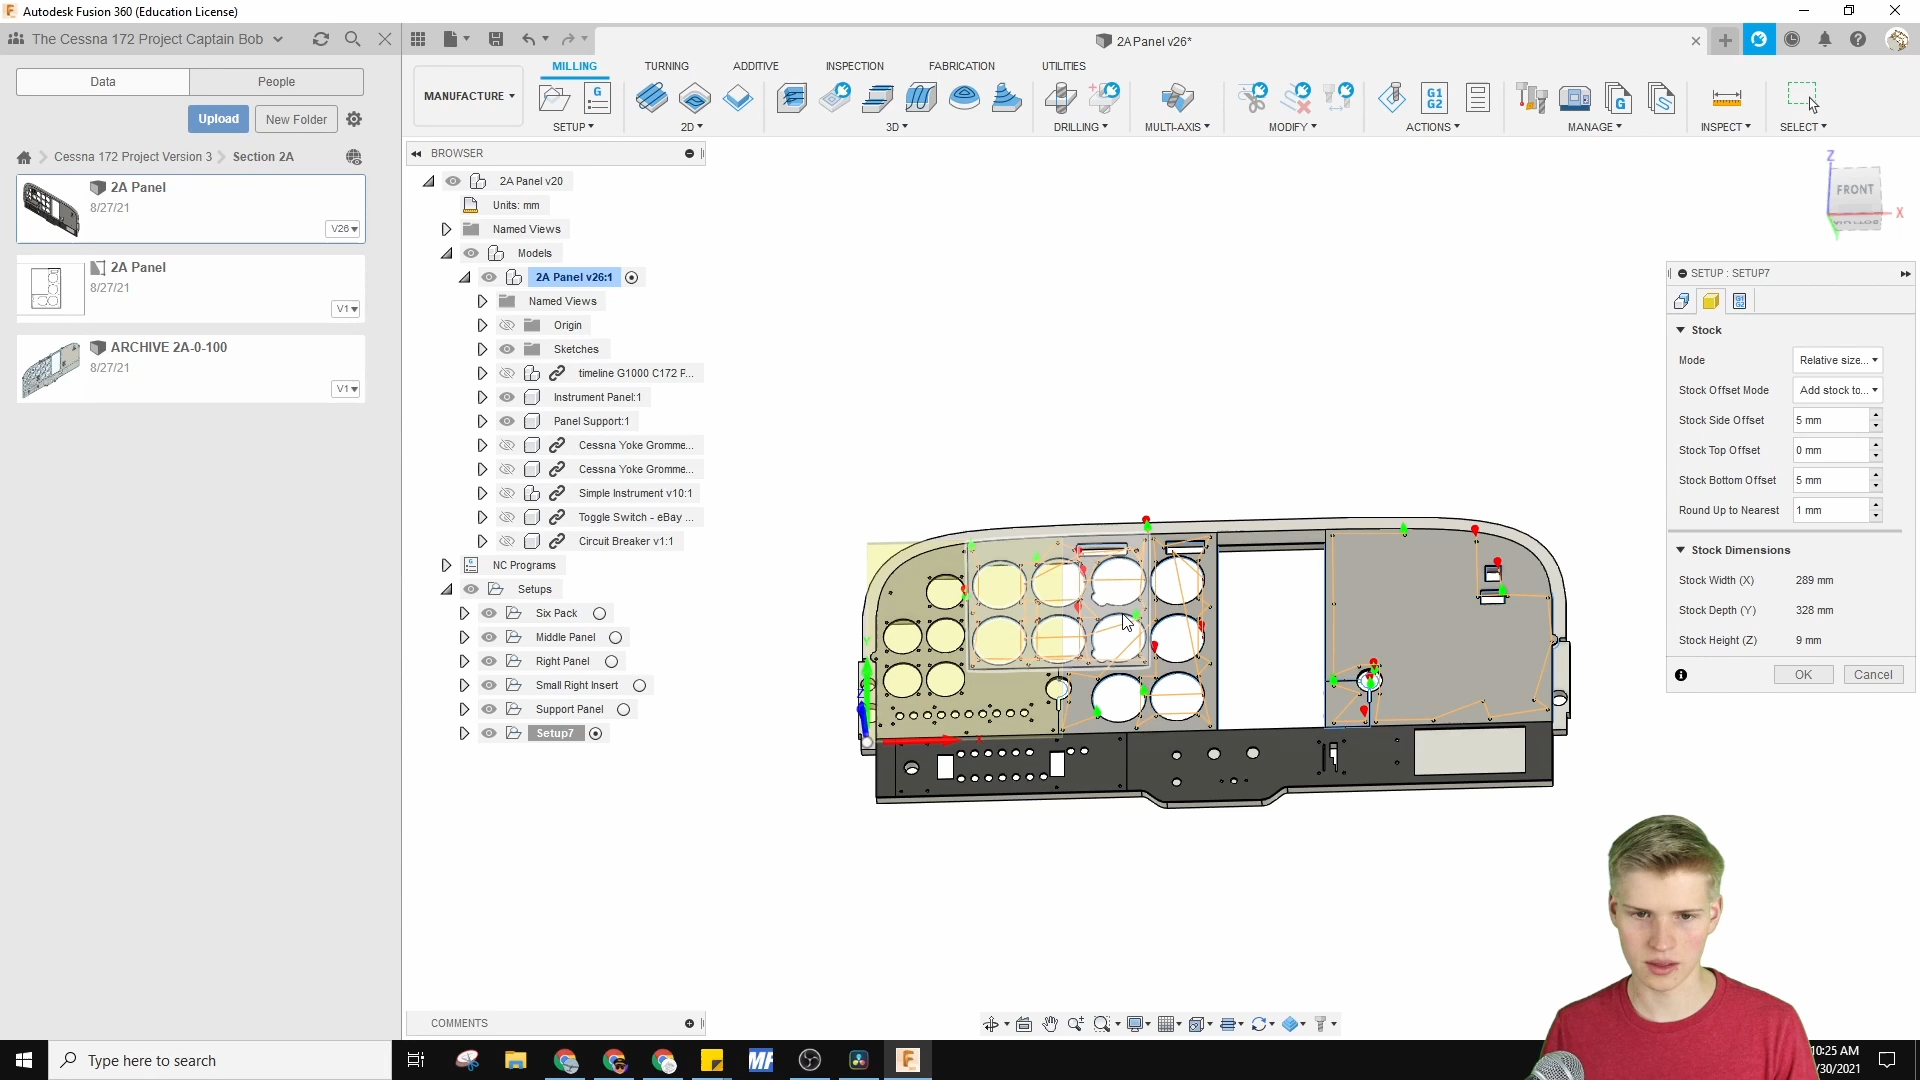 Autodesk Fusion 360 (Education License)
The Cessna 172 Project Captain Bob
2A Panel v26*
Data
People
Upload
New Folder
Cessna 172 Project Version 3
Section 2A
2A Panel
8/27/21
V26
2A Panel
8/27/21
V1
ARCHIVE 2A-0-100
8/27/21
V1
MANUFACTURE
MILLING
TURNING
ADDITIVE
INSPECTION
FABRICATION
UTILITIES
SETUP
2D
3D
DRILLING
MULTI-AXIS
MODIFY
ACTIONS
MANAGE
INSPECT
SELECT
BROWSER
2A Panel v20
Units: mm
Named Views
Models
2A Panel v26:1
Named Views
Origin
Sketches
timeline G1000 C172 F...
Instrument Panel:1
Panel Support:1
Cessna Yoke Gromme...
Cessna Yoke Gromme...
Simple Instrument v10:1
Toggle Switch - eBay ...
Circuit Breaker v1:1
NC Programs
Setups
Six Pack
Middle Panel
Right Panel
Small Right Insert
Support Panel
Setup7
Z
FRONT
X
BOTTOM
SETUP : SETUP7
Stock
Mode
Relative size...
Stock Offset Mode
Add stock to...
Stock Side Offset
5 mm
Stock Top Offset
0 mm
Stock Bottom Offset
5 mm
Round Up to Nearest
1 mm
Stock Dimensions
Stock Width (X)
289 mm
Stock Depth (Y)
328 mm
Stock Height (Z)
9 mm
OK
Cancel
COMMENTS
Type here to search
10:25 AM
/30/2021